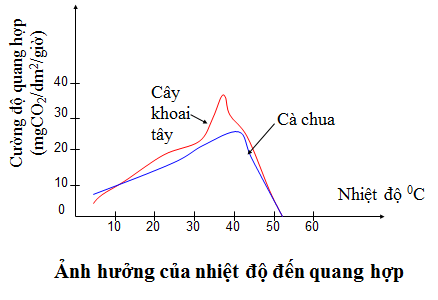 Cường độ quang hợp
(mgCO2/dm2/giờ)
40
30
20
10
0
Cây
khoai
tây
Cà chua
Nhiệt độ ⁰C
10 20 30 40 50 60
Ảnh hưởng của nhiệt độ đến quang hợp